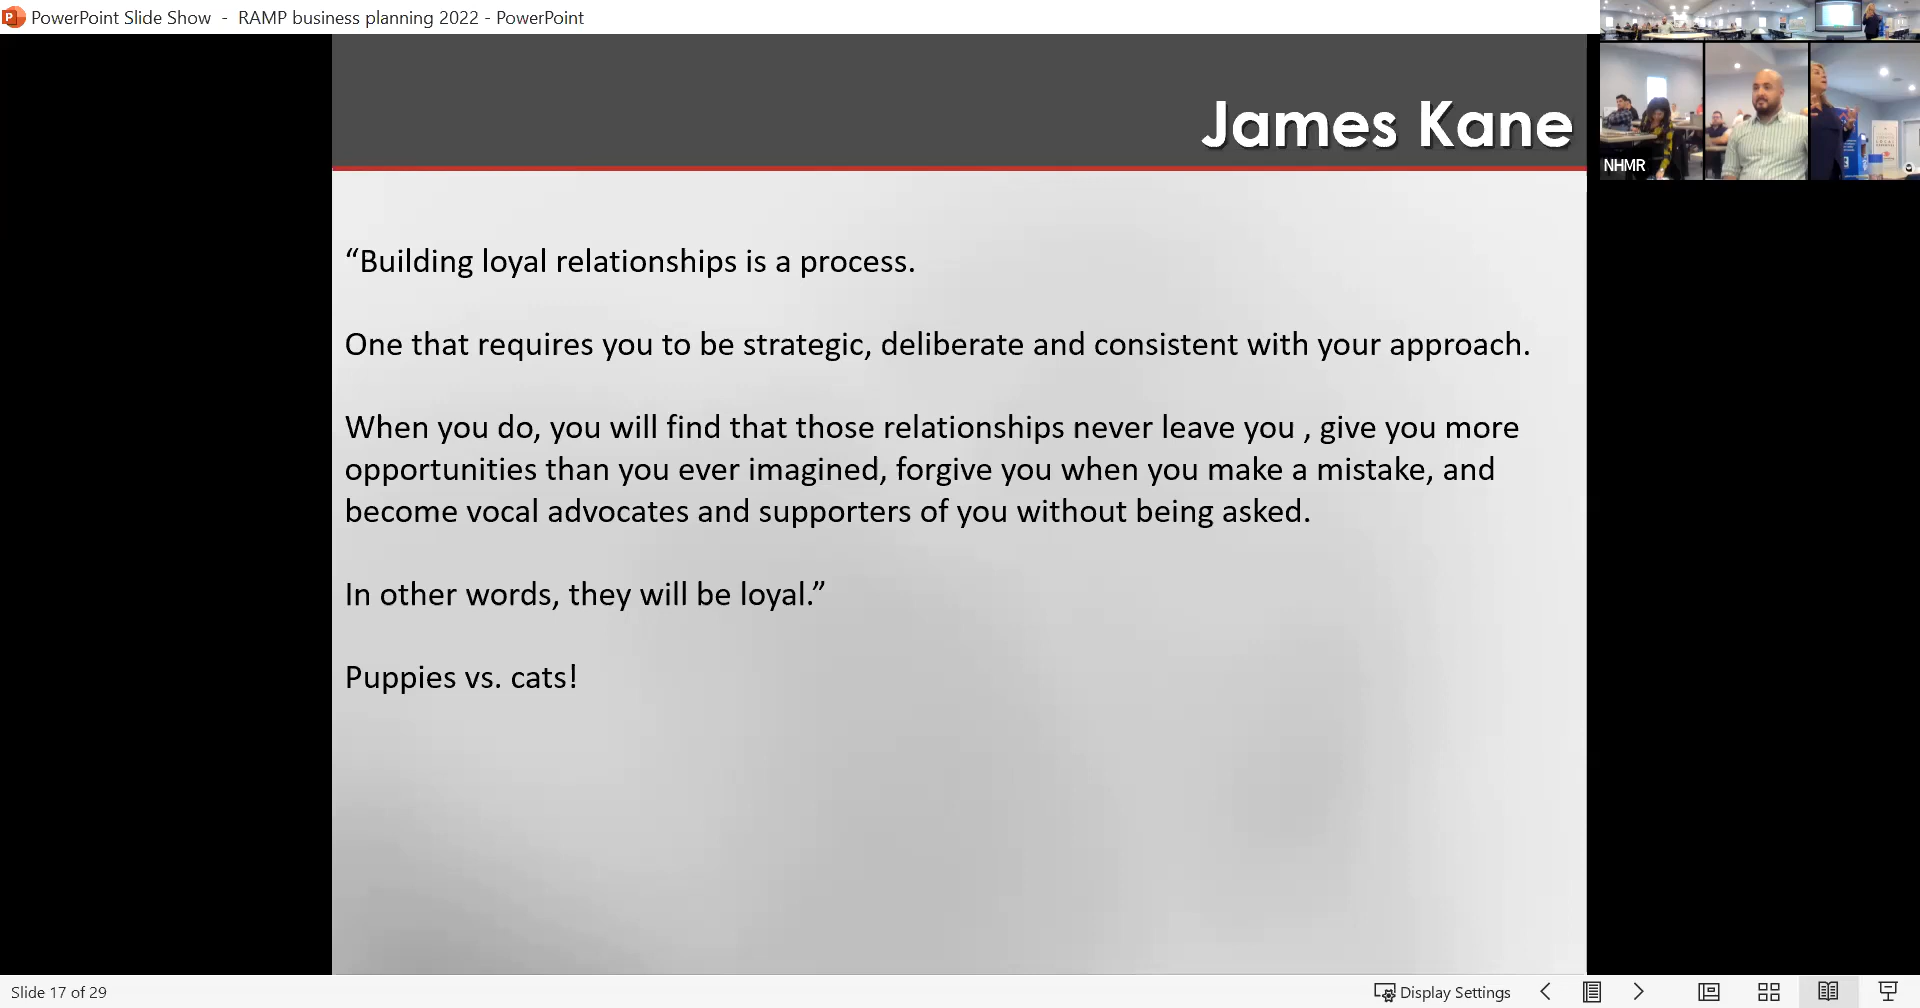 PowerPoint Slide Show - RAMP business planning 2022 - PowerPoint
James Kane
NHMR
“Building loyal relationships is a process.
One that requires you to be strategic, deliberate and consistent with your approach.
When you do, you will find that those relationships never leave you , give you more
opportunities than you ever imagined, forgive you when you make a mistake, and
become vocal advocates and supporters of you without being asked.
In other words, they will be loyal.”
Puppies vs. cats!
Slide 17 of 29
Display Settings